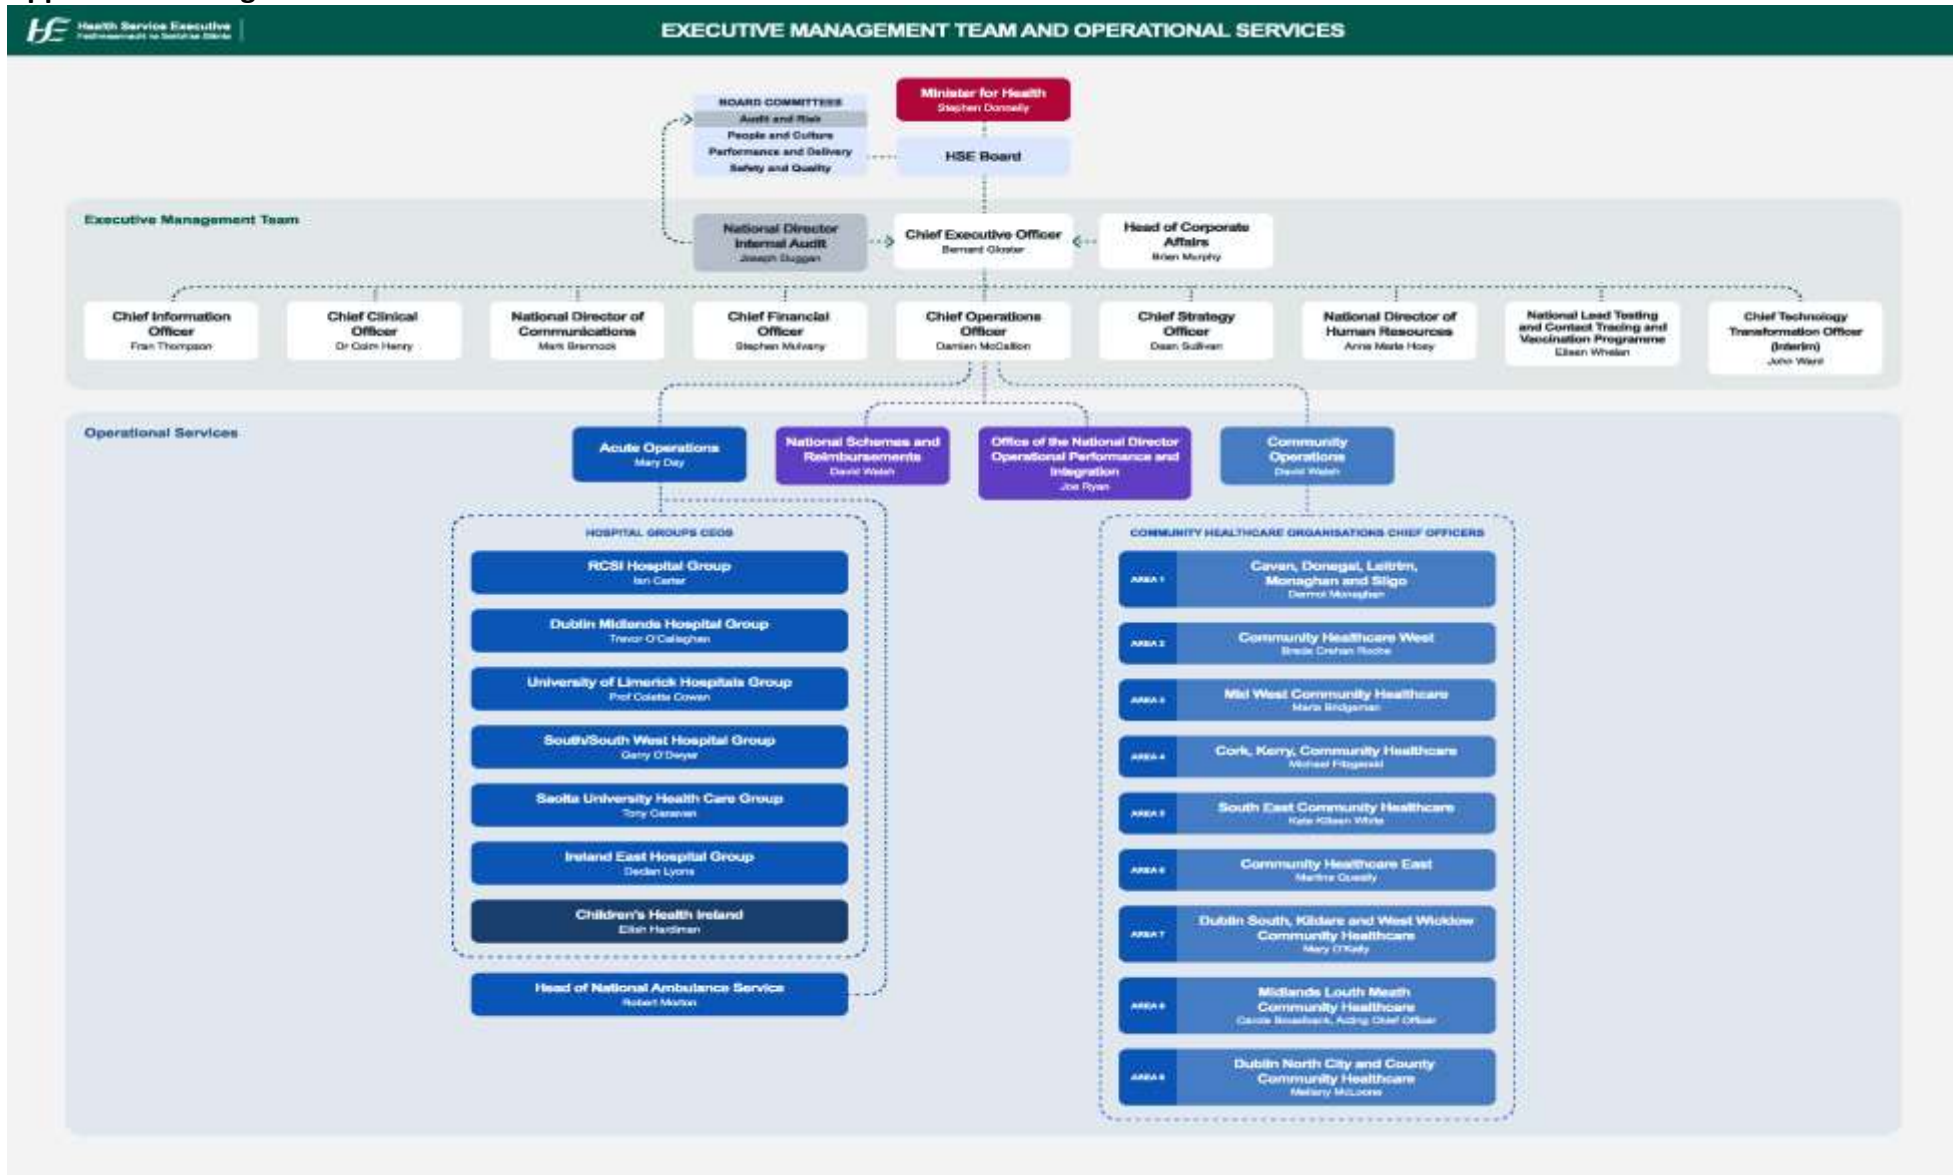 Health Service Executive
EXECUTIVE MANAGEMENT TEAM AND OPERATIONAL SERVICES
Minister for Health
Stephen Donnelly
BOARD COMMITTEES
Audit and Risk
People and Culture
Performance and Delivery
Safety and Quality
HSE Board
Executive Management Team
National Director
Internal Audit
Joseph Duggan
Chief Executive Officer
Bernard Gloster
Head of Corporate
Affairs
Brian Murphy
Chief Information
Officer
Fran Thompson
Chief Clinical
Officer
Dr Colm Henry
National Director of
Communications
Mark Brennock
Chief Financial
Officer
Stephen Mulvany
Chief Operations
Officer
Damien McCallion
Chief Strategy
Officer
Dean Sullivan
National Director of
Human Resources
Anne Marie Hoey
National Lead Testing
and Contact Tracing and
Vaccination Programme
Eileen Whelan
Chief Technology
Transformation Officer
(Interim)
John Ward
Operational Services
Acute Operations
Mary Day
National Schemes and
Reimbursements
David Walsh
Office of the National Director
Operational Performance and
Integration
Joe Ryan
Community
Operations
David Walsh
HOSPITAL GROUPS CEOS
RCSI Hospital Group
Ian Carter
Dublin Midlands Hospital Group
Trevor O'Callaghan
University of Limerick Hospitals Group
Prof Colette Cowan
South/South West Hospital Group
Gerry O'Dwyer
Saolta University Health Care Group
Tony Canavan
Ireland East Hospital Group
Declan Lyons
Children's Health Ireland
Eilish Hardiman
Head of National Ambulance Service
Robert Morton
COMMUNITY HEALTHCARE ORGANISATIONS CHIEF OFFICERS
AREA 1
Cavan, Donegal, Leitrim,
Monaghan and Sligo
Dermot Monaghan
AREA 2
Community Healthcare West
Breda Crehan Roche
AREA 3
Mid West Community Healthcare
Maria Bridgeman
AREA 4
Cork, Kerry, Community Healthcare
Michael Fitzgerald
AREA 5
South East Community Healthcare
Kate Killeen White
AREA 6
Community Healthcare East
Martina Queally
AREA 7
Dublin South, Kildare and West Wicklow
Community Healthcare
Mary O'Kelly
AREA 8
Midlands Louth Meath
Community Healthcare
Acting Chief Officer
AREA 9
Dublin North City and County
Community Healthcare
Mellany McLoone